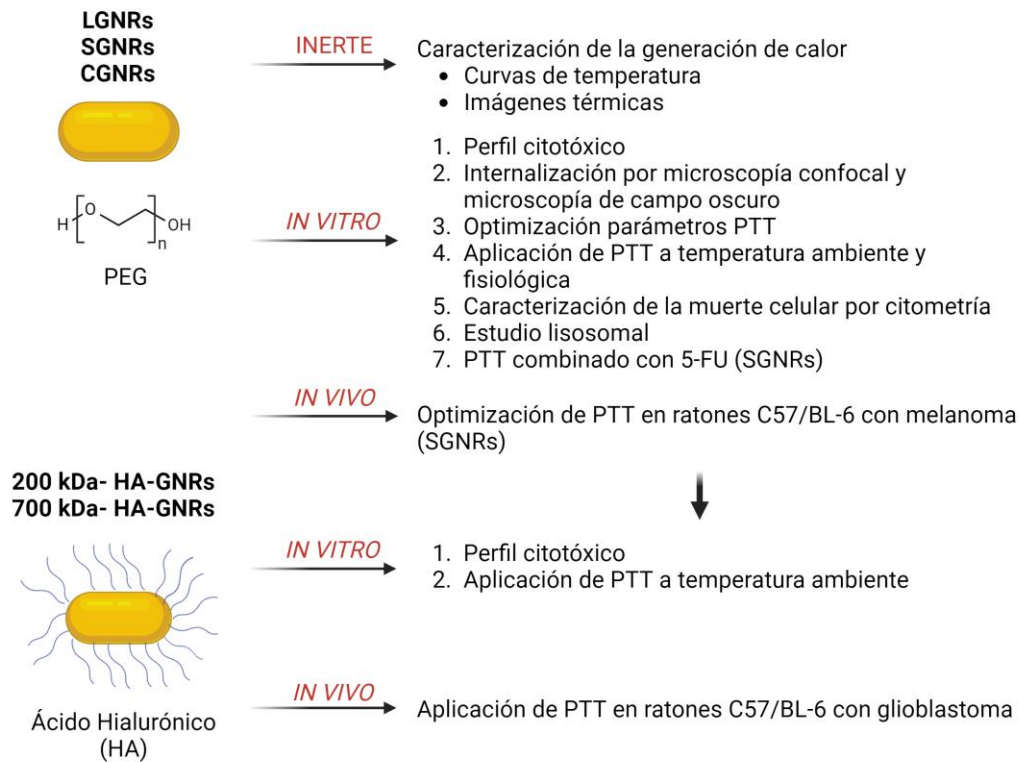 LGNRs
SGNRs
CGNRs
INERTE
Caracterización de la generación de calor
• Curvas de temperatura
• Imágenes térmicas
H
O
OH
n
PEG
IN VITRO
1. Perfil citotóxico
2. Internalización por microscopía confocal y
microscopía de campo oscuro
3. Optimización parámetros PTT
4. Aplicación de PTT a temperatura ambiente y
fisiológica
5. Caracterización de la muerte celular por citometría
6. Estudio lisosomal
7. PTT combinado con 5-FU (SGNRs)
IN VIVO
Optimización de PTT en ratones C57/BL-6 con melanoma
(SGNRs)
200 kDa- HA-GNRs
700 kDa- HA-GNRs
IN VITRO
1. Perfil citotóxico
2. Aplicación de PTT a temperatura ambiente
Ácido Hialurónico
(HA)
IN VIVO
Aplicación de PTT en ratones C57/BL-6 con glioblastoma